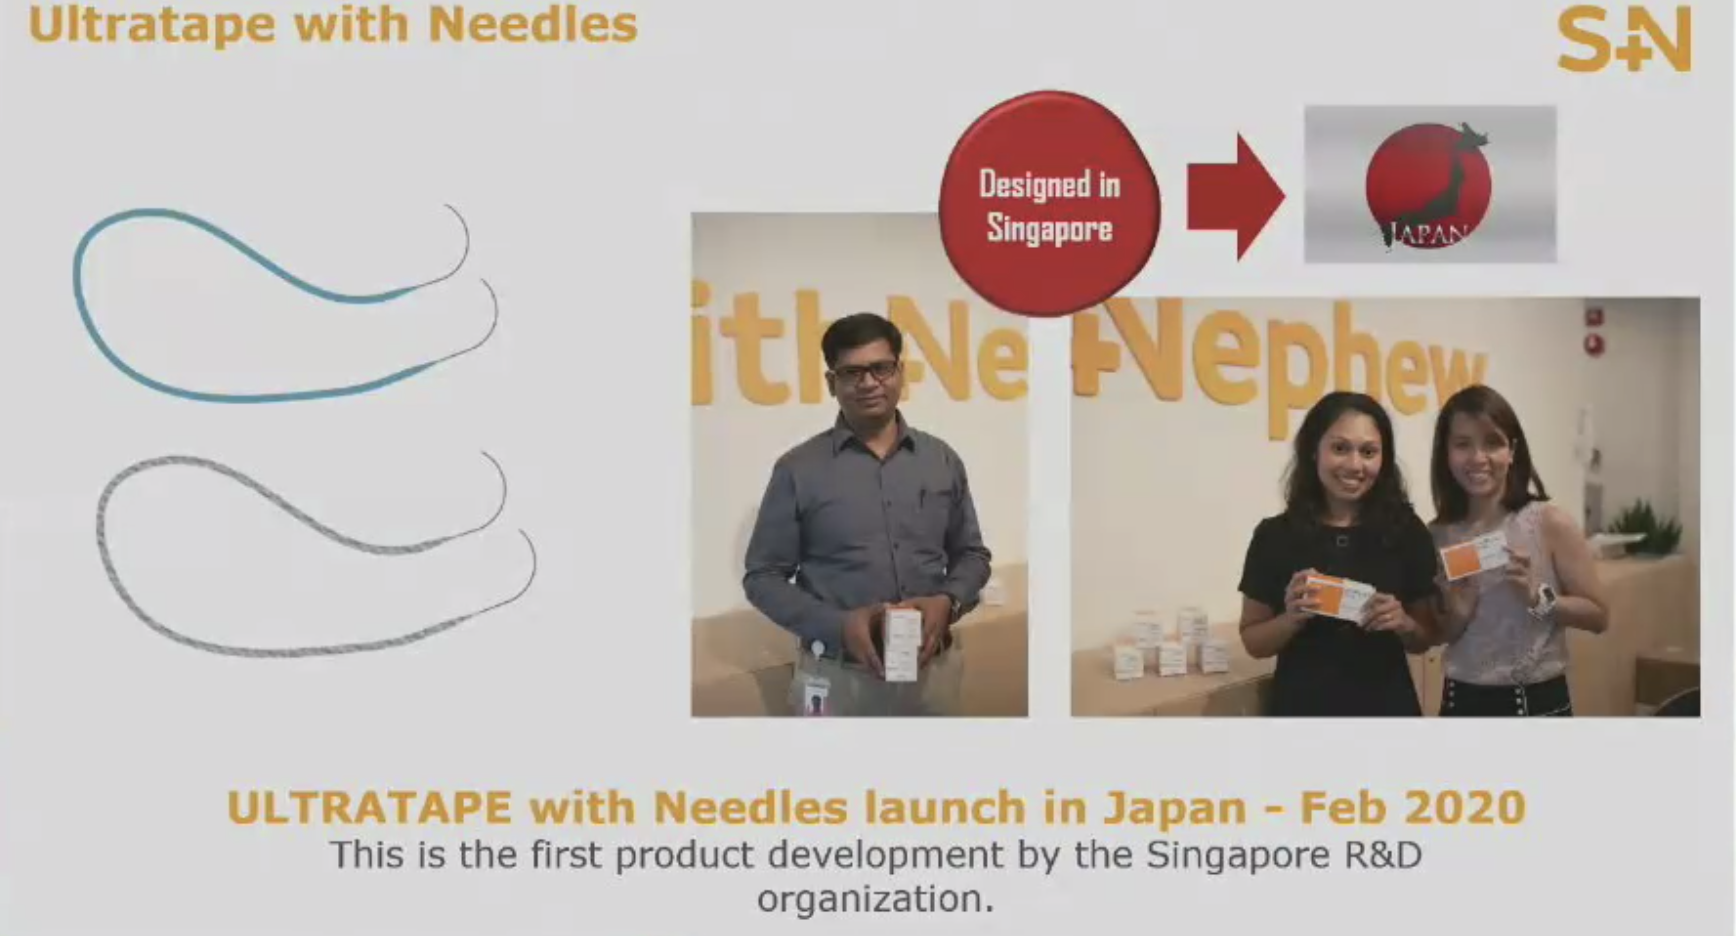 Ultratape with Needles
S+N
Designed in
Singapore
JAPAN
ith+Ne
+Nephew
ULTRATAPE with Needles launch in Japan - Feb 2020
This is the first product development by the Singapore R&D
organization.